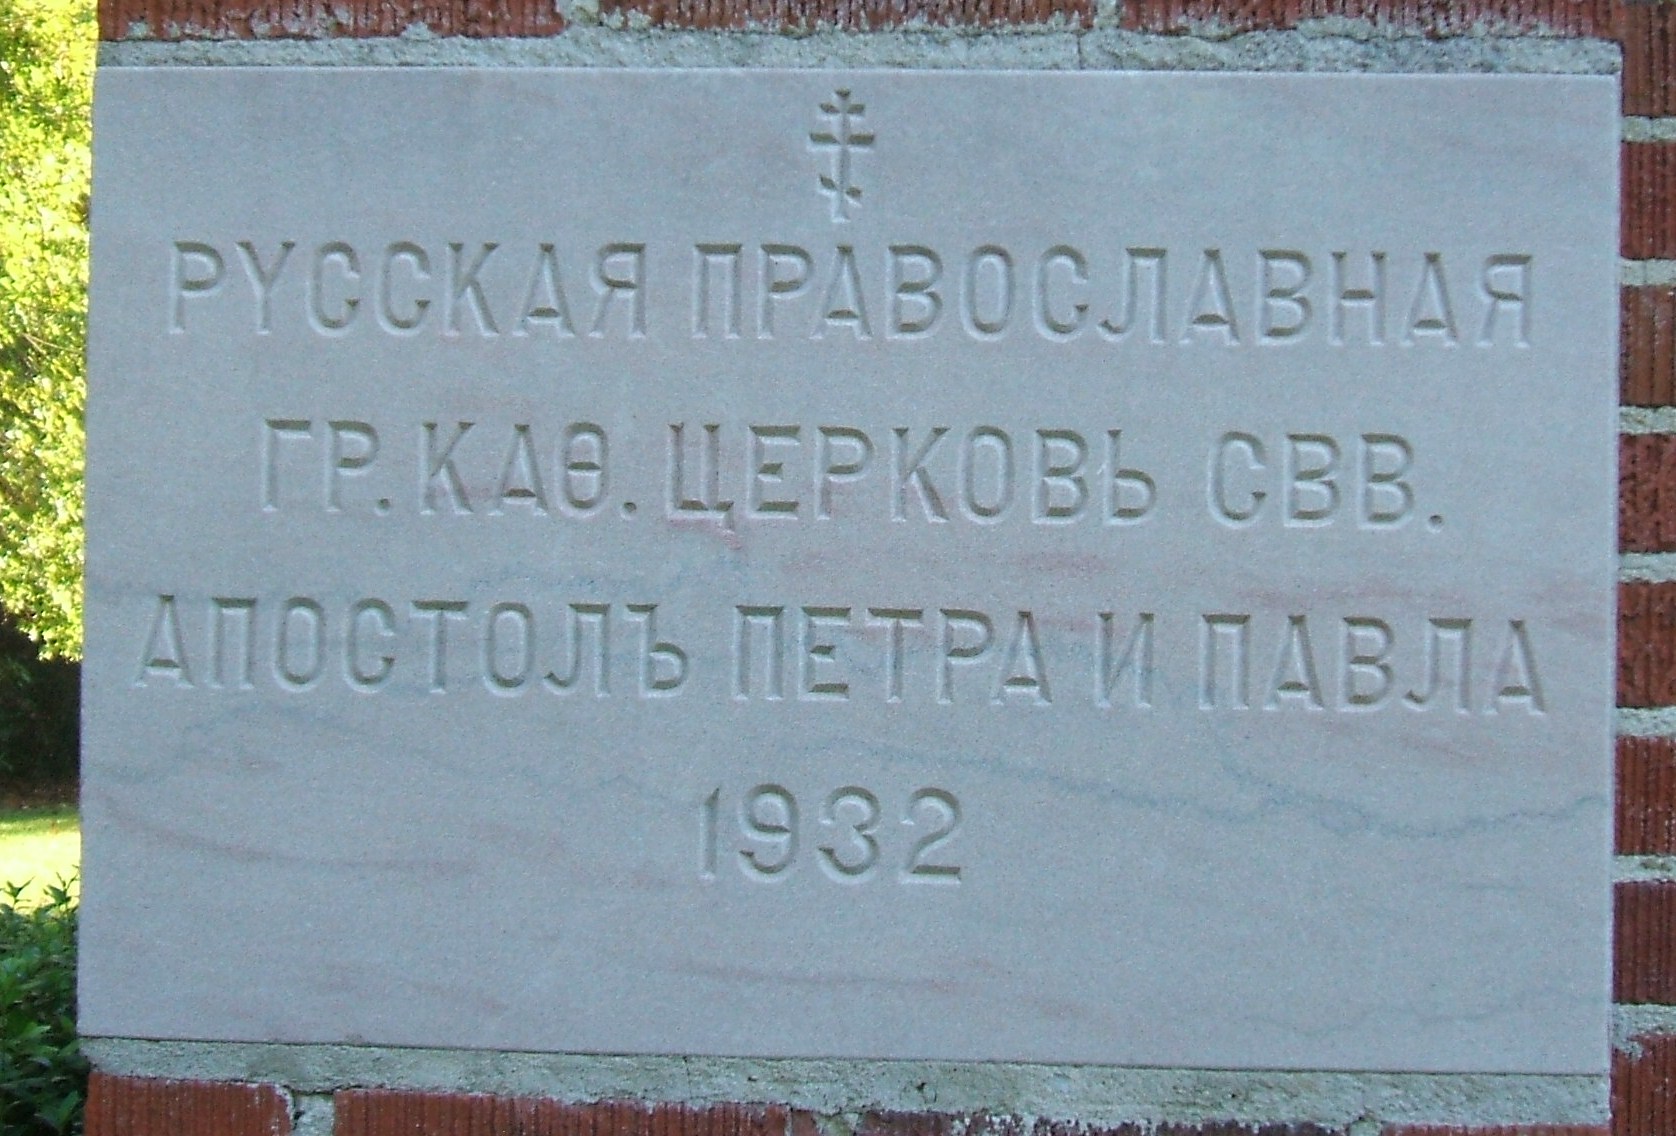 РУССКАЯ ПРАВОСЛАВНАЯ
ГР. КАѲ. ЦЕРКОВЬ СВВ.
АПОСТОЛЪ ПЕТРА И ПАВЛА
1932